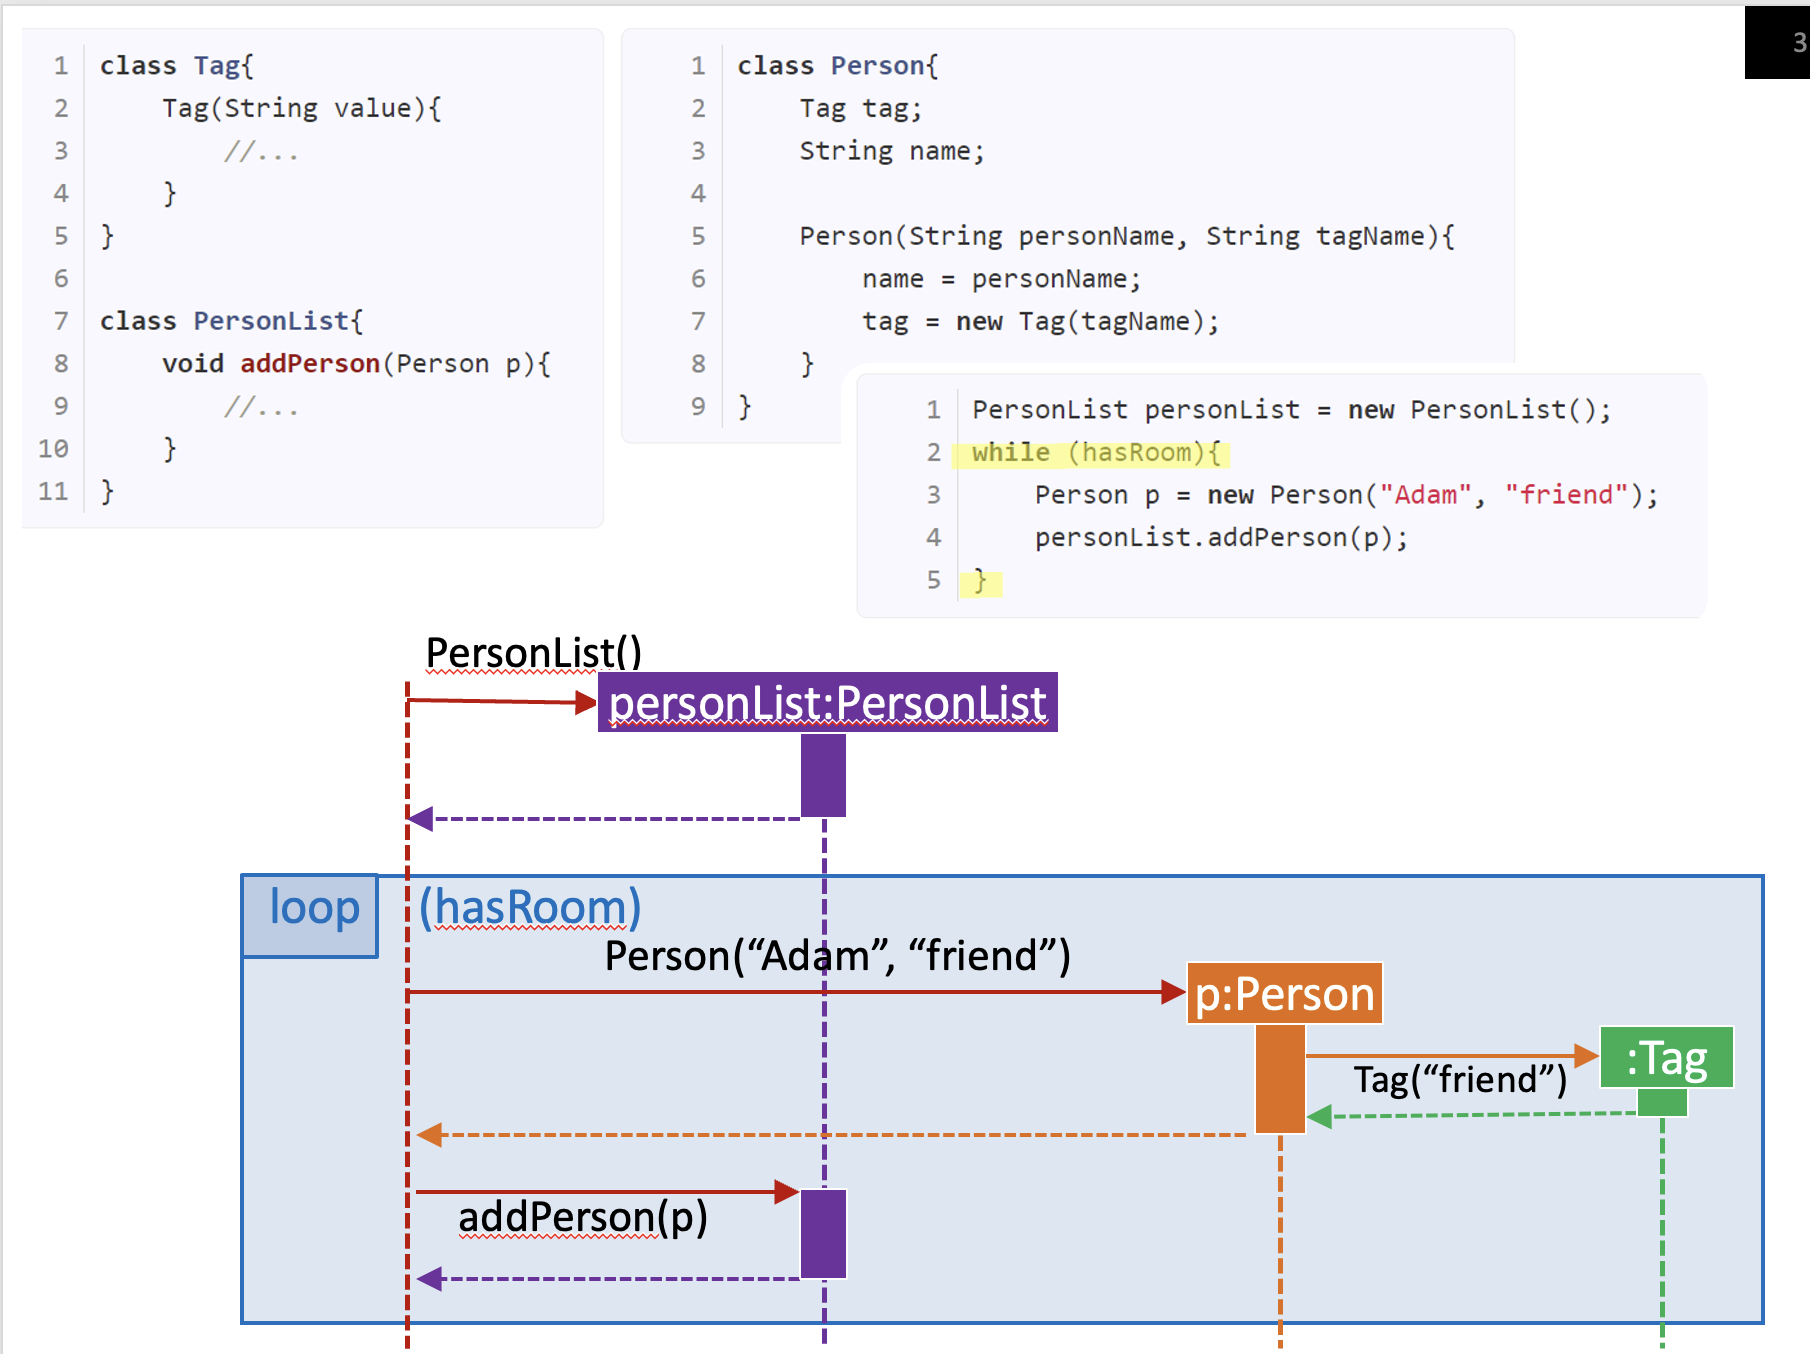 3
1 class Tag{
2     Tag(String value){
3         //...
4     }
5 }
6
7 class PersonList{
8     void addPerson(Person p){
9         //...
10     }
11 }
1 class Person{
2     Tag tag;
3     String name;
4
5     Person(String personName, String tagName){
6         name = personName;
7         tag = new Tag(tagName);
8     }
9 }
1 PersonList personList = new PersonList();
2 while (hasRoom){
3     Person p = new Person("Adam", "friend");
4     personList.addPerson(p);
5 }
PersonList()
personList:PersonList
loop (hasRoom)
Person(“Adam”, “friend”)
p:Person
:Tag
Tag(“friend”)
addPerson(p)